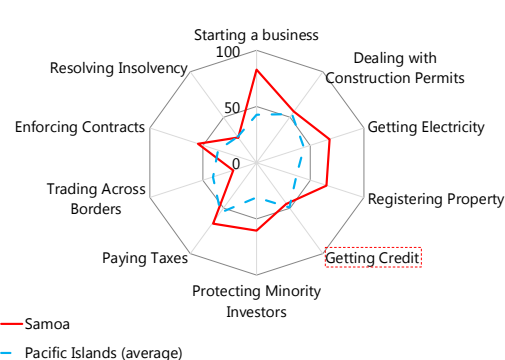 Starting a business
100
Resolving Insolvency
Dealing with
Construction Permits
50
Enforcing Contracts
Getting Electricity
0
Trading Across
Borders
Registering Property
Paying Taxes
Getting Credit
Protecting Minority
Investors
Samoa
Pacific Islands (average)